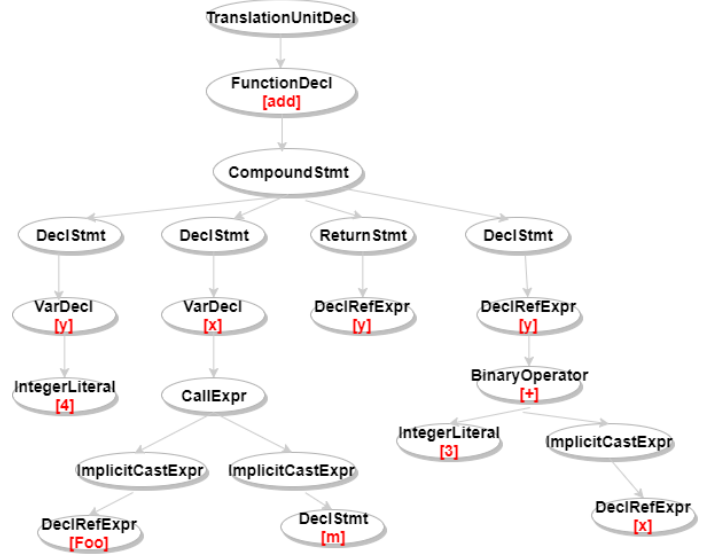 TranslationUnitDecl
FunctionDecl
[add]
CompoundStmt
DeclStmt
DeclStmt
ReturnStmt
DeclStmt
VarDecl
[y]
VarDecl
[x]
DeclRefExpr
[y]
DeclRefExpr
[y]
IntegerLiteral
[4]
CallExpr
BinaryOperator
[+]
IntegerLiteral
[3]
ImplicitCastExpr
ImplicitCastExpr
ImplicitCastExpr
DeclRefExpr
[Foo]
DeclStmt
[m]
DeclRefExpr
[x]